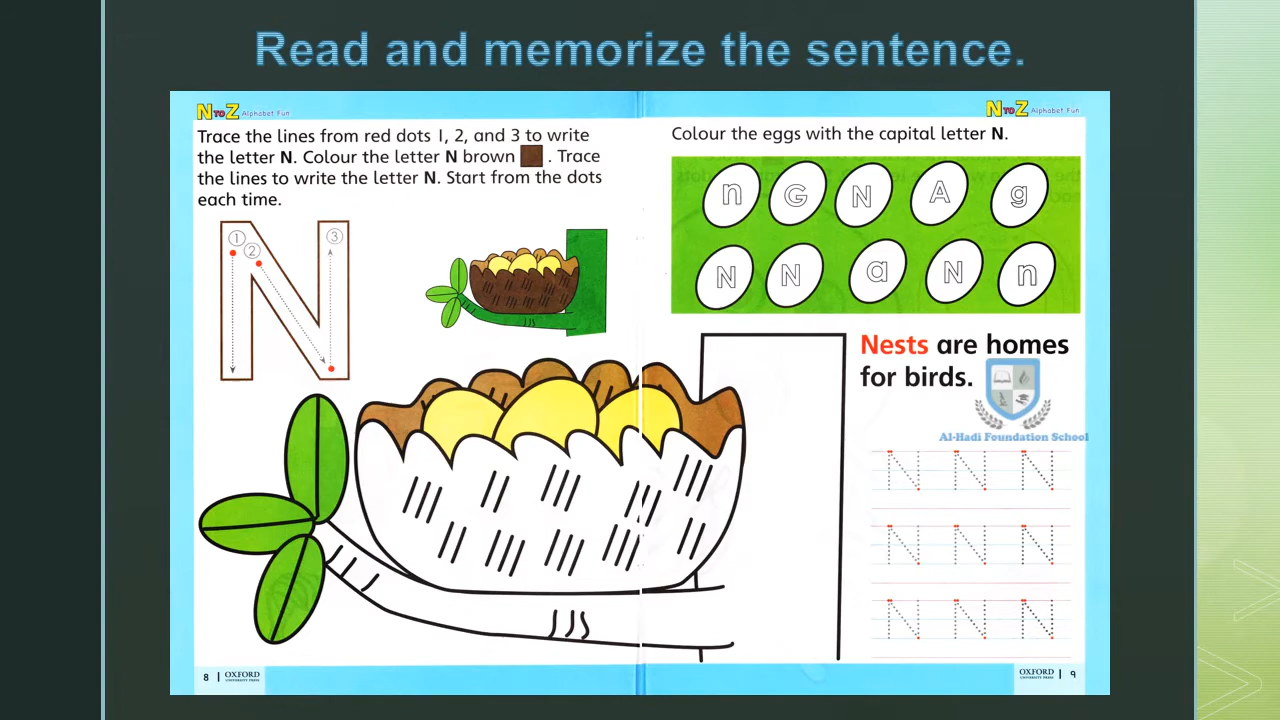 Read and memorize the sentence.
N TO Z Alphabet Fun
Trace the lines from red dots 1, 2, and 3 to write
the letter N. Colour the letter N brown . Trace
the lines to write the letter N. Start from the dots
each time.
1 2 3
N
8 | OXFORD
UNIVERSITY PRESS
N TO Z Alphabet Fun
Colour the eggs with the capital letter N.
n G N A g
N N a N n
Nests are homes
for birds.
Al-Hadi Foundation School
N N N
N N N
N N N
OXFORD | 9
UNIVERSITY PRESS